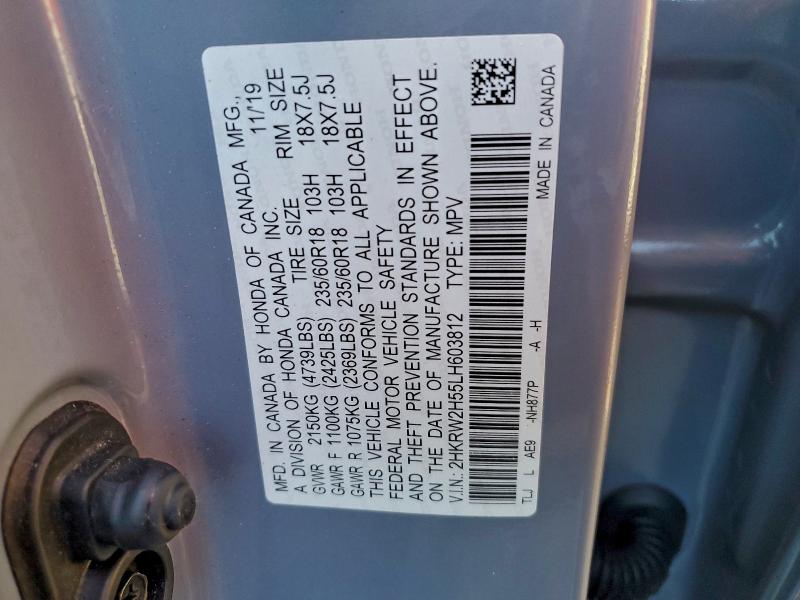 MFD. IN CANADA BY HONDA OF CANADA MFG.,
A DIVISION OF HONDA CANADA INC. 11/19
TIRE SIZE RIM SIZE
GVWR 2150KG (4739LBS)
GAWR F 1100KG (2425LBS) 235/60R18 103H 18X7.5J
GAWR R 1075KG (2369LBS) 235/60R18 103H 18X7.5J
THIS VEHICLE CONFORMS TO ALL APPLICABLE
FEDERAL MOTOR VEHICLE SAFETY
AND THEFT PREVENTION STANDARDS IN EFFECT
ON THE DATE OF MANUFACTURE SHOWN ABOVE.
V.I.N.: 2HKRW2H55LH603812 TYPE: MPV
TLJ L AE9 -NH877P -A -H
MADE IN CANADA